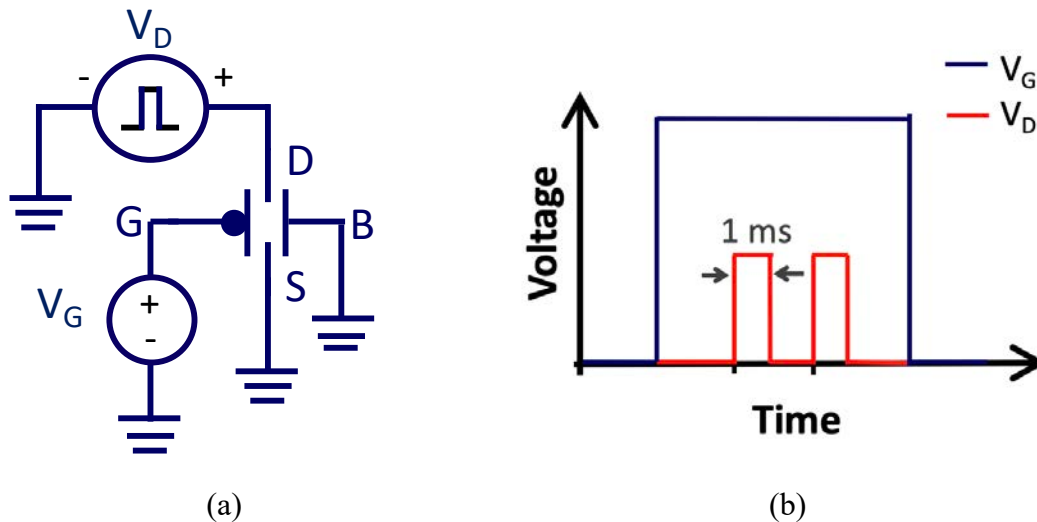 V_D
- +
D
G B
S
V_G
+
-
(a)
V_G
V_D
1 ms
Voltage
Time
(b)